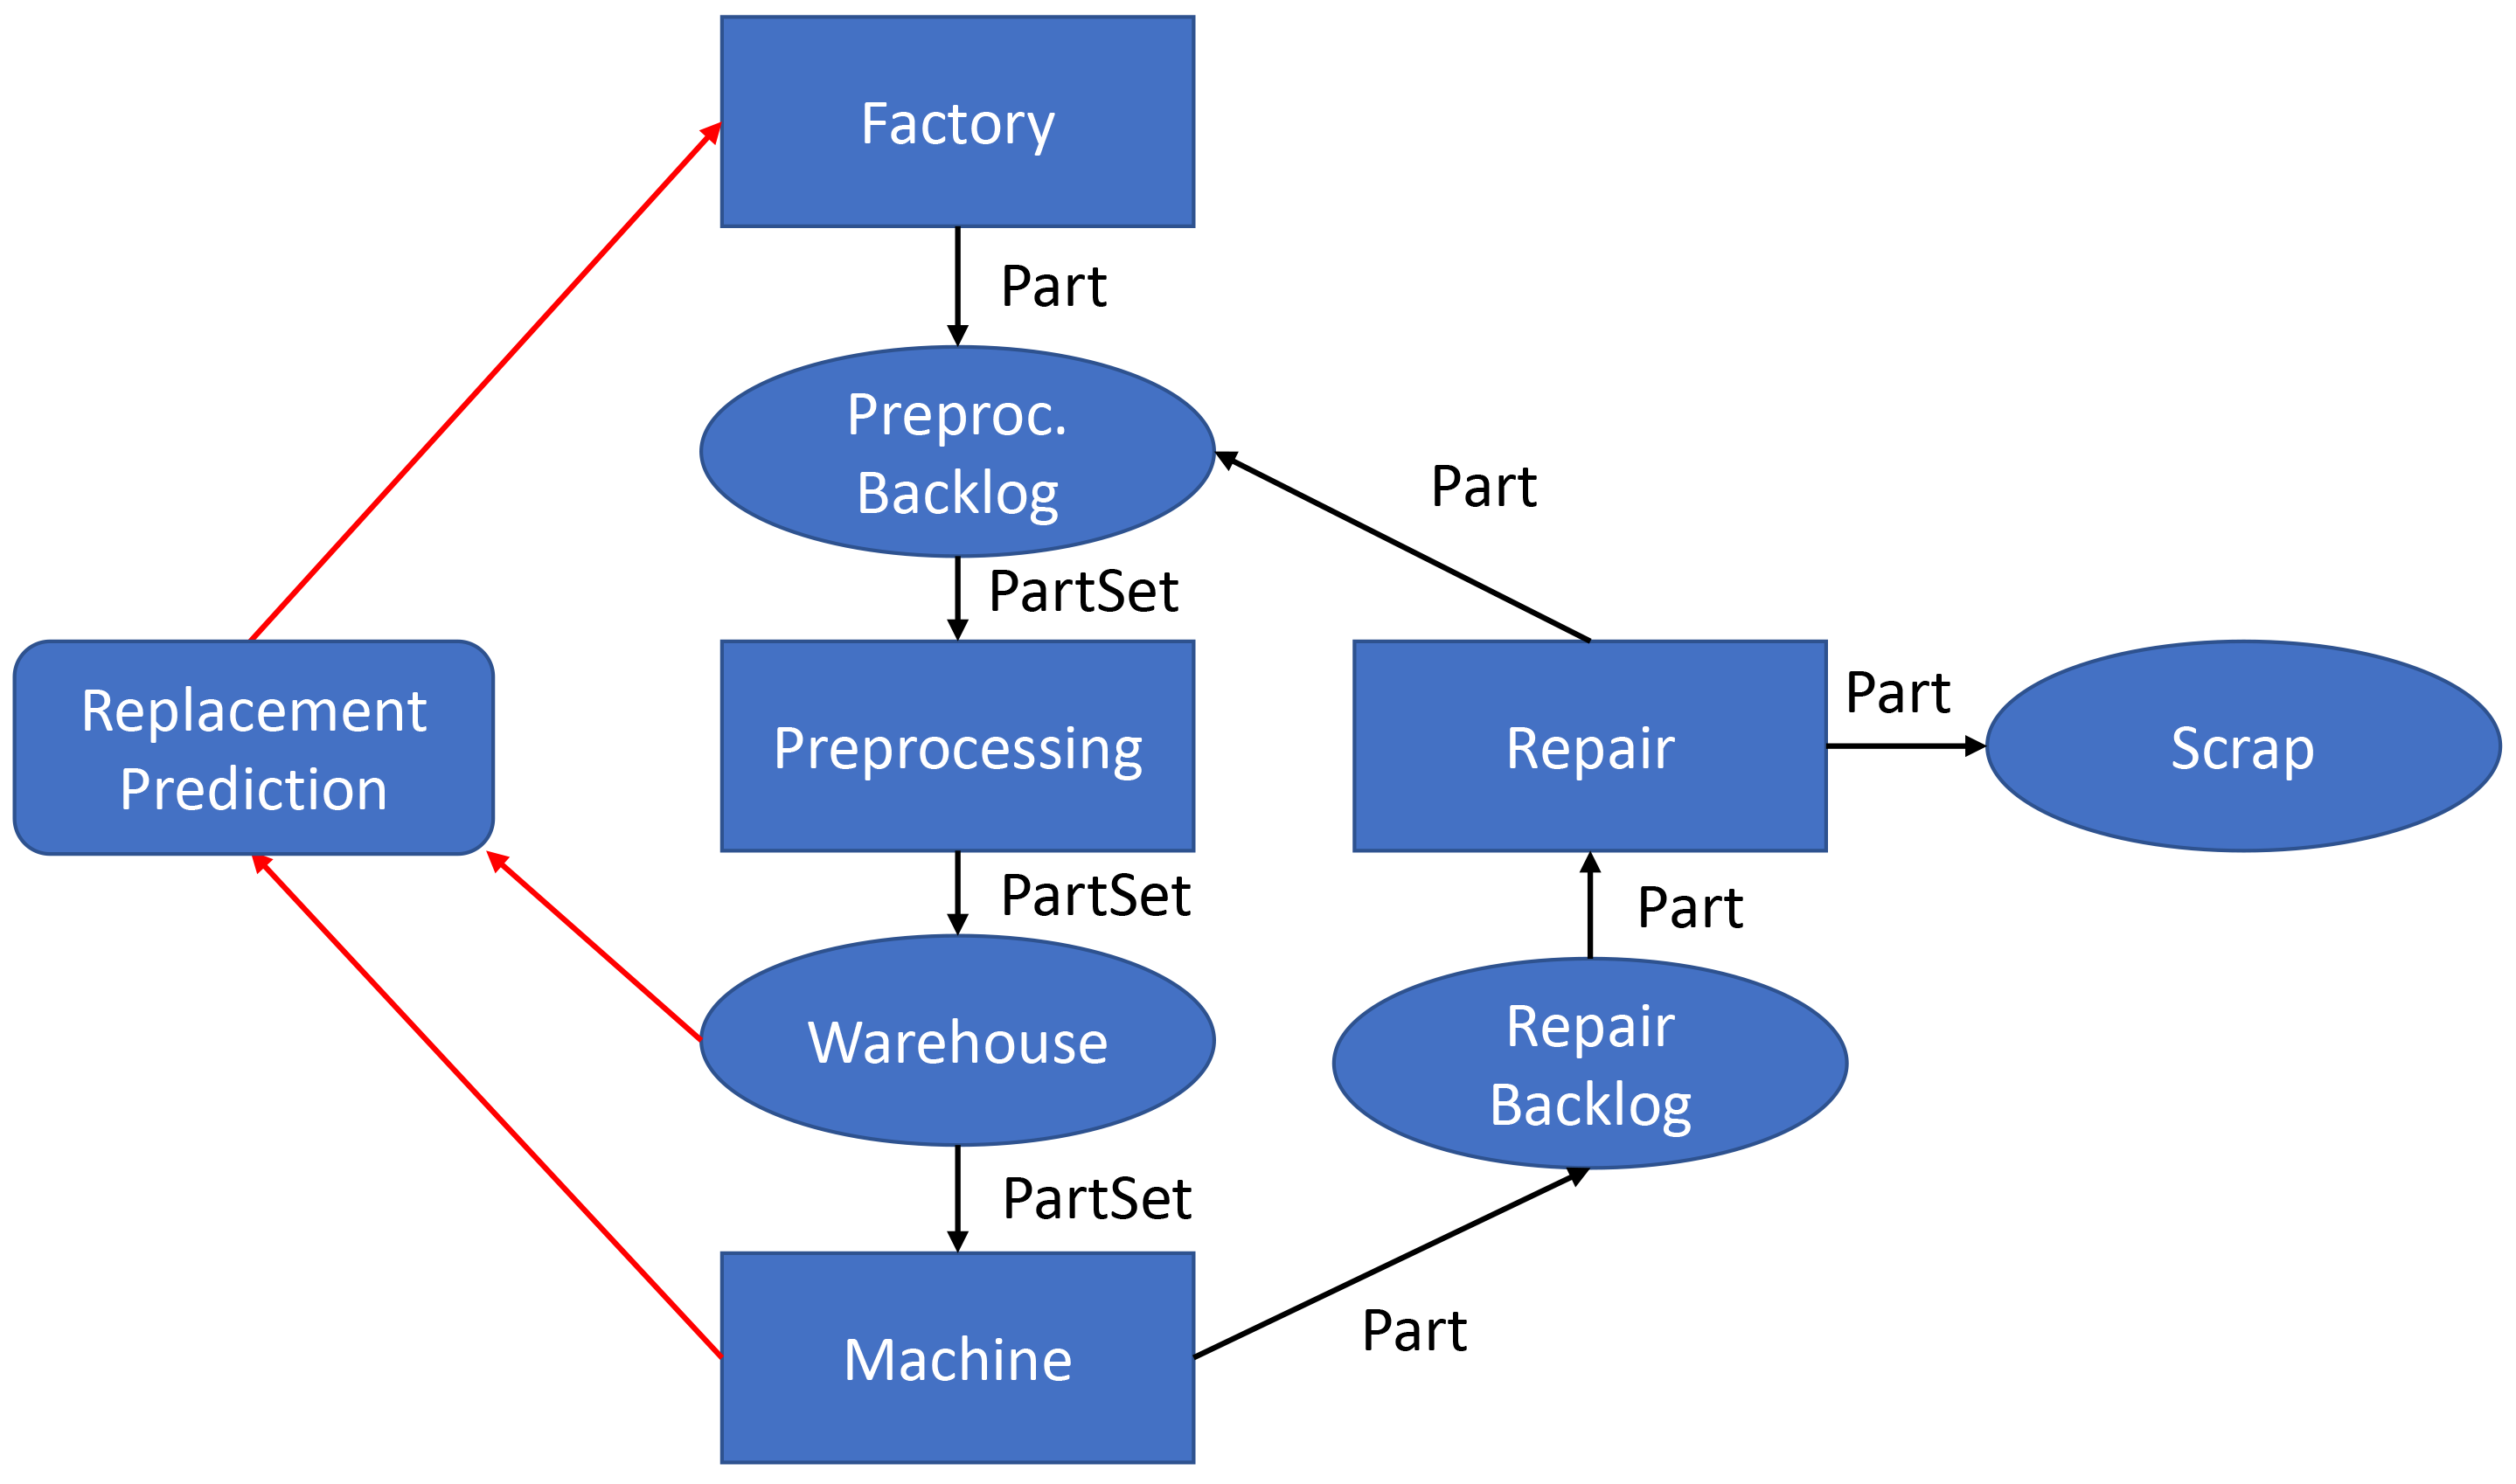 Factory
Part
Preproc.
Backlog
Part
PartSet
Replacement
Prediction
Preprocessing
Repair
Part
Scrap
PartSet
Part
Warehouse
Repair
Backlog
PartSet
Part
Machine